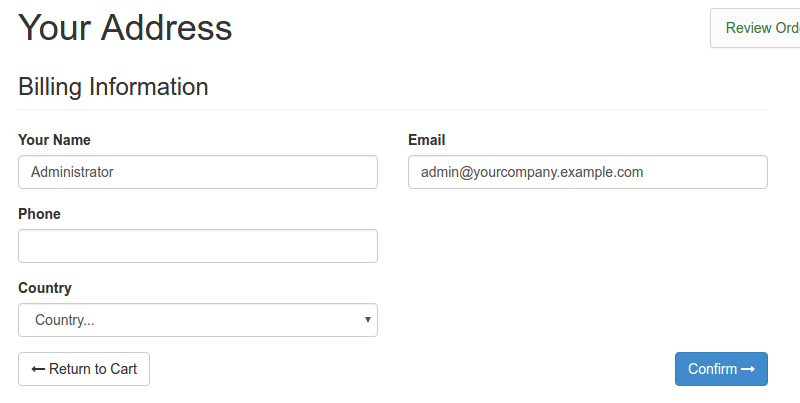 Your Address
Review
Billing Information
Your Name
Email
Administrator
admin@yourcompany.example.com
Phone
Country
Country...
Return to Cart
Confirm